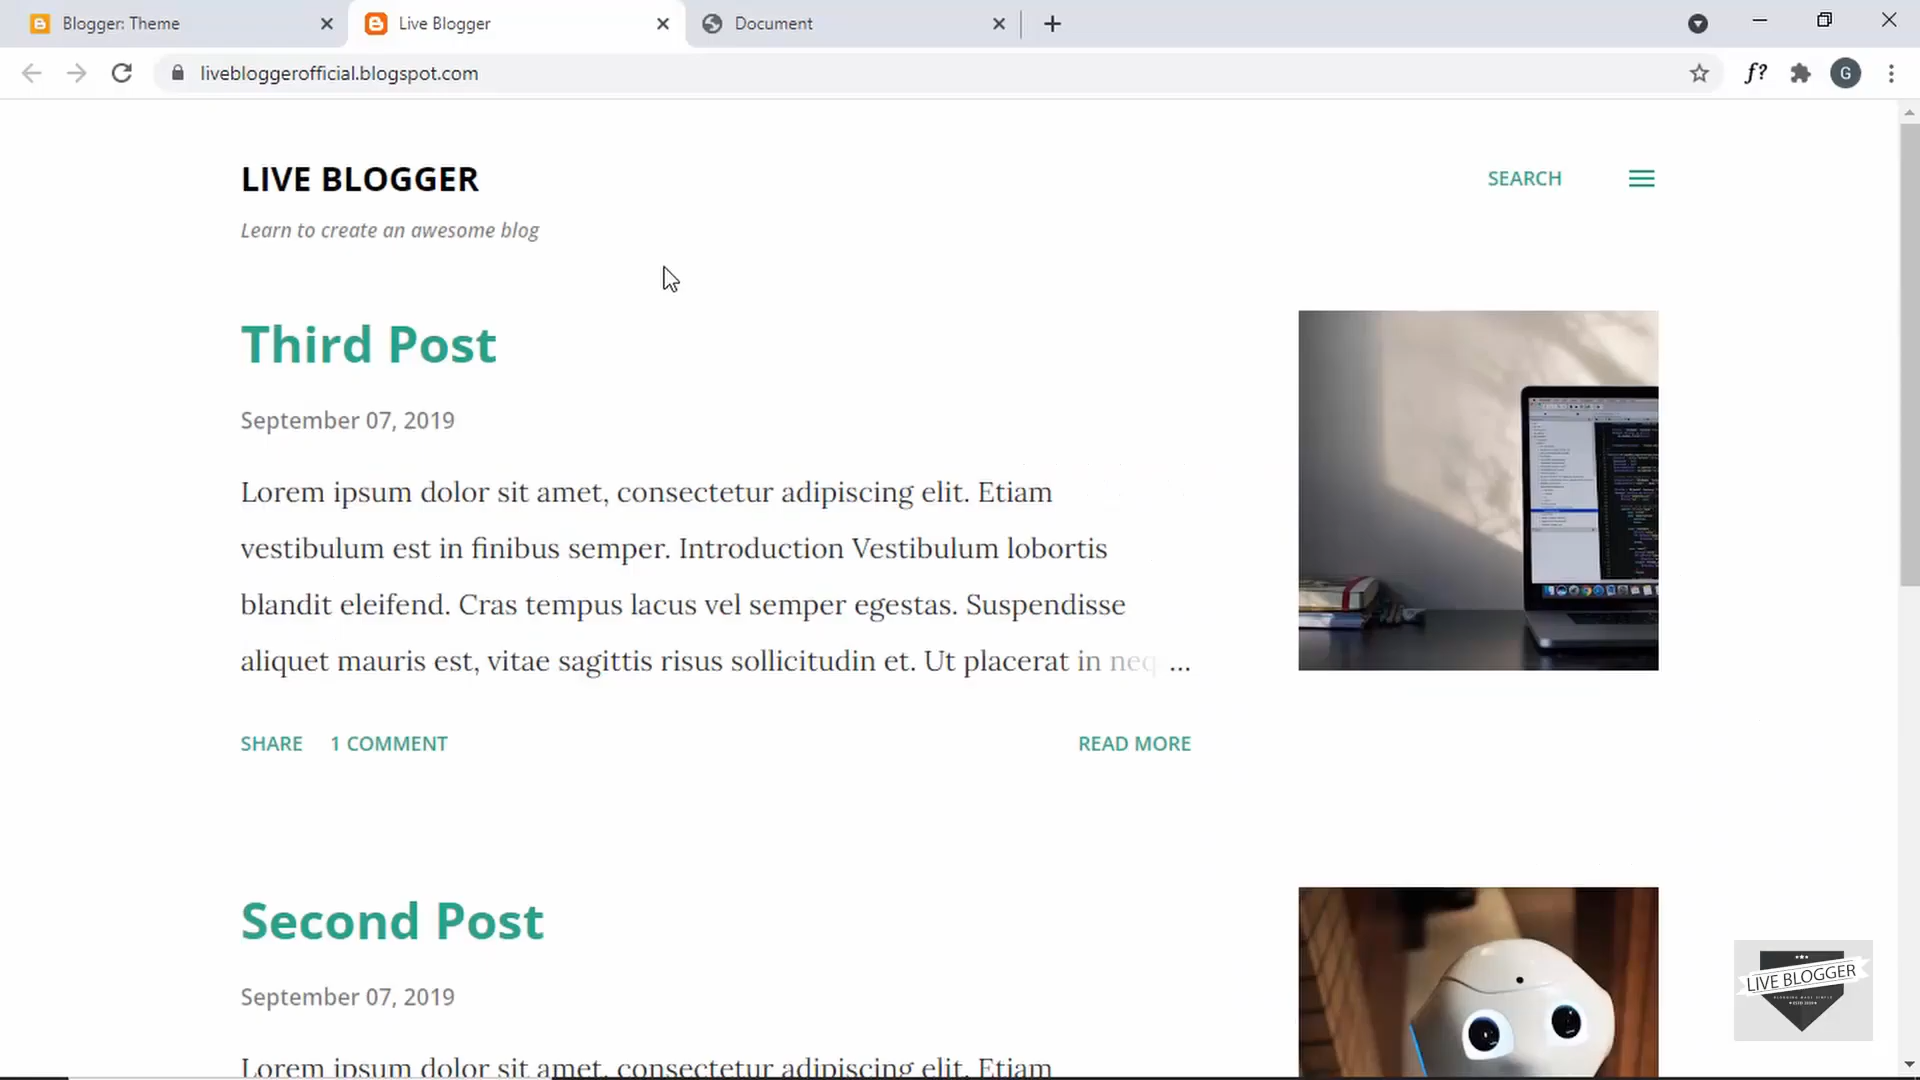 Blogger: Theme
Live Blogger
Document
livebloggerofficial.blogspot.com
f?
G
LIVE BLOGGER
SEARCH
Learn to create an awesome blog
Third Post
September 07, 2019
Lorem ipsum dolor sit amet, consectetur adipiscing elit. Etiam
vestibulum est in finibus semper. Introduction Vestibulum lobortis
blandit eleifend. Cras tempus lacus vel semper egestas. Suspendisse
aliquet mauris est, vitae sagittis risus sollicitudin et. Ut placerat in neq ...
SHARE 1 COMMENT READ MORE
Second Post
September 07, 2019
Lorem ipsum dolor sit amet, consectetur adipiscing elit. Etiam
LIVE BLOGGER